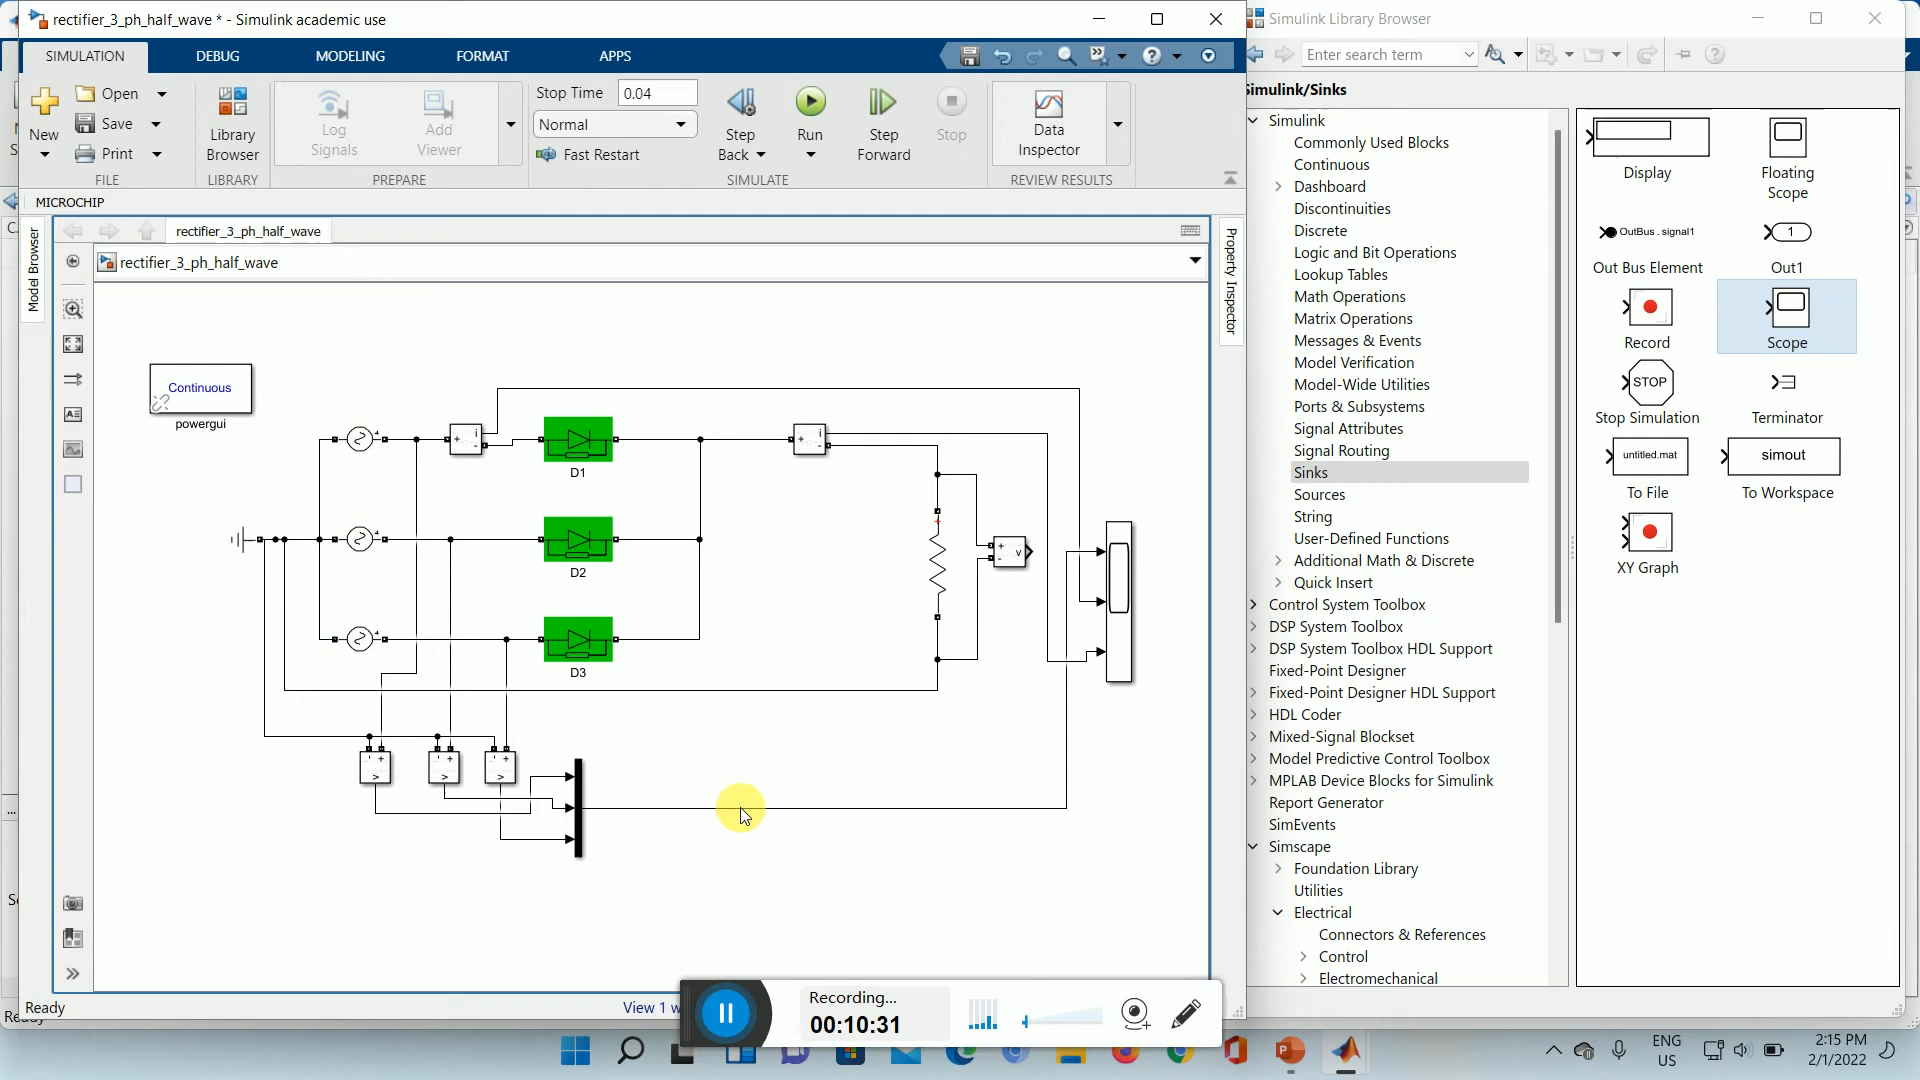 rectifier_3_ph_half_wave * - Simulink academic use
SIMULATION
DEBUG
MODELING
FORMAT
APPS
New
Open
Save
Print
FILE
Library
Browser
LIBRARY
Log
Signals
Add
Viewer
PREPARE
Stop Time
0.04
Normal
Fast Restart
Step
Back
Run
Step
Forward
Stop
SIMULATE
Data
Inspector
REVIEW RESULTS
MICROCHIP
Model Browser
rectifier_3_ph_half_wave
rectifier_3_ph_half_wave
Property Inspector
Continuous
powergui
D1
D2
D3
Ready
View 1 w
Recording...
00:10:31
Simulink Library Browser
Enter search term
Simulink/Sinks
Simulink
Commonly Used Blocks
Continuous
Dashboard
Discontinuities
Discrete
Logic and Bit Operations
Lookup Tables
Math Operations
Matrix Operations
Messages & Events
Model Verification
Model-Wide Utilities
Ports & Subsystems
Signal Attributes
Signal Routing
Sinks
Sources
String
User-Defined Functions
Additional Math & Discrete
Quick Insert
Control System Toolbox
DSP System Toolbox
DSP System Toolbox HDL Support
Fixed-Point Designer
Fixed-Point Designer HDL Support
HDL Coder
Mixed-Signal Blockset
Model Predictive Control Toolbox
MPLAB Device Blocks for Simulink
Report Generator
SimEvents
Simscape
Foundation Library
Utilities
Electrical
Connectors & References
Control
Electromechanical
Display
Floating
Scope
OutBus . signal1
1
Out Bus Element
Out1
Record
Scope
STOP
Stop Simulation
Terminator
untitled.mat
simout
To File
To Workspace
XY Graph
ENG
US
2:15 PM
2/1/2022